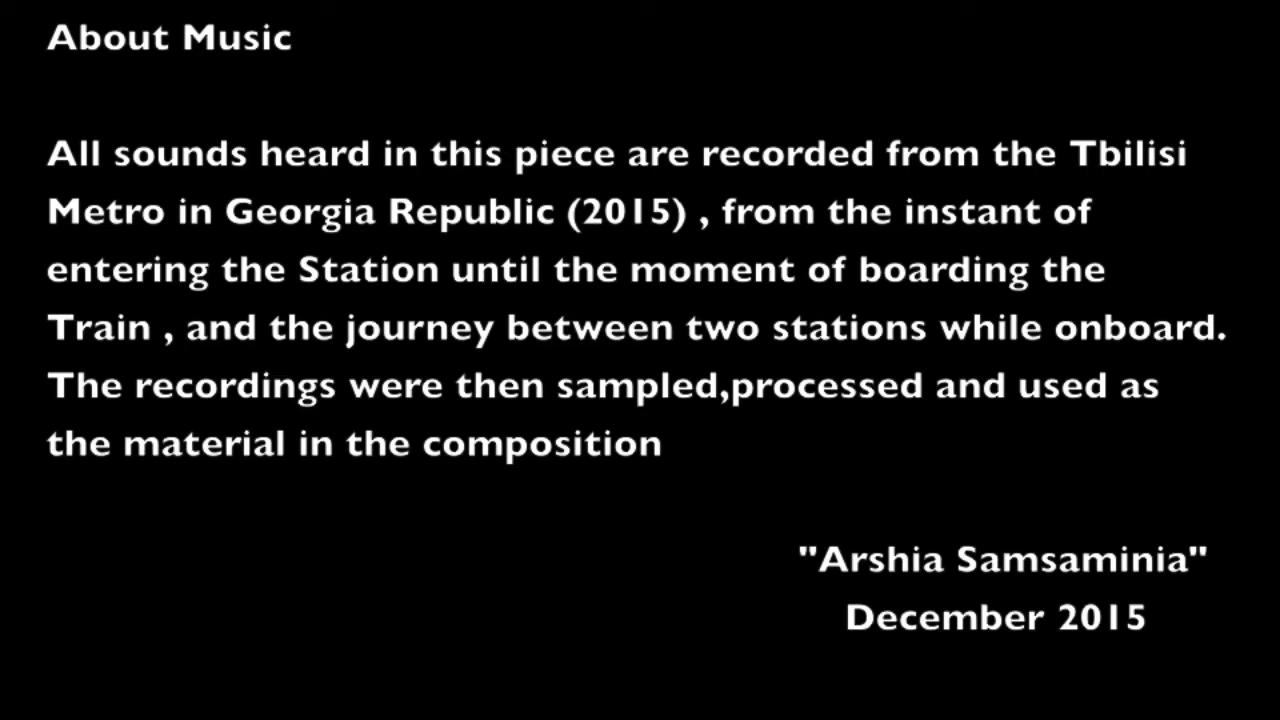 About Music
All sounds heard in this piece are recorded from the Tbilisi
Metro in Georgia Republic (2015) , from the instant of
entering the Station until the moment of boarding the
Train , and the journey between two stations while onboard.
The recordings were then sampled,processed and used as
the material in the composition
"Arshia Samsaminia"
December 2015